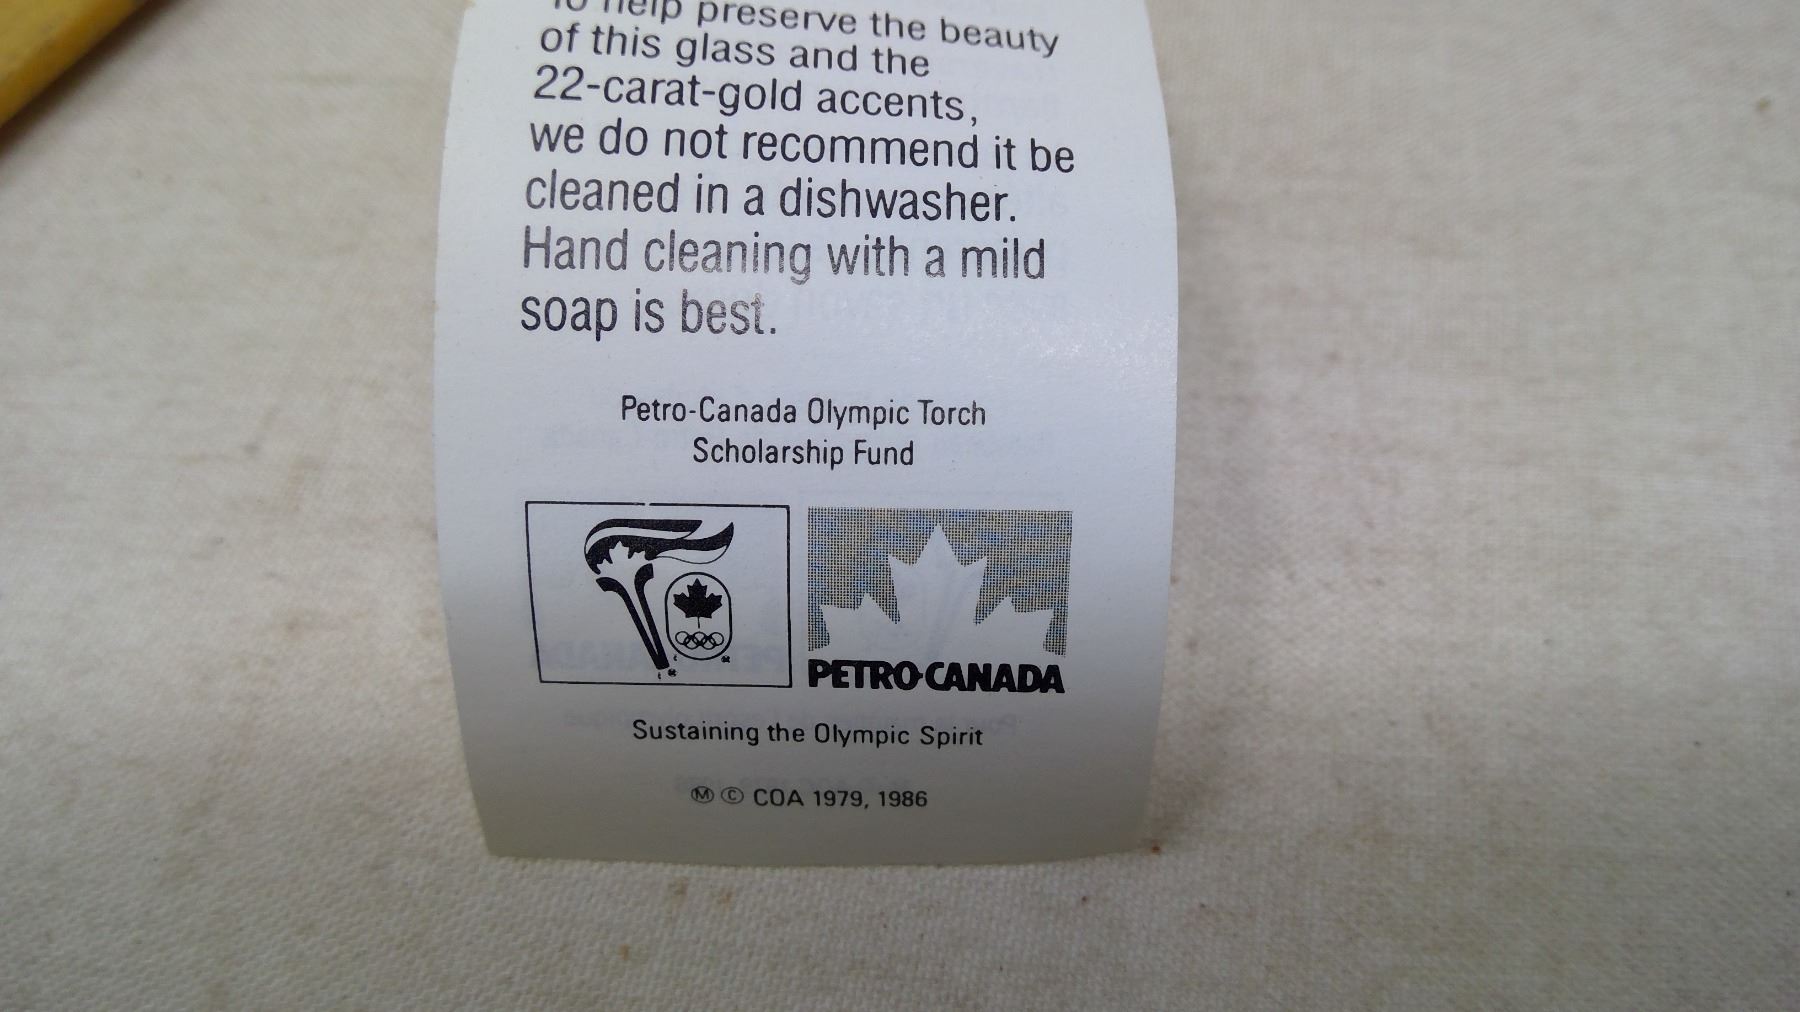 To help preserve the beauty
of this glass and the
22-carat-gold accents,
we do not recommend it be
cleaned in a dishwasher.
Hand cleaning with a mild
soap is best.
Petro-Canada Olympic Torch
Scholarship Fund
PETRO-CANADA
Sustaining the Olympic Spirit
Ⓜ © COA 1979, 1986